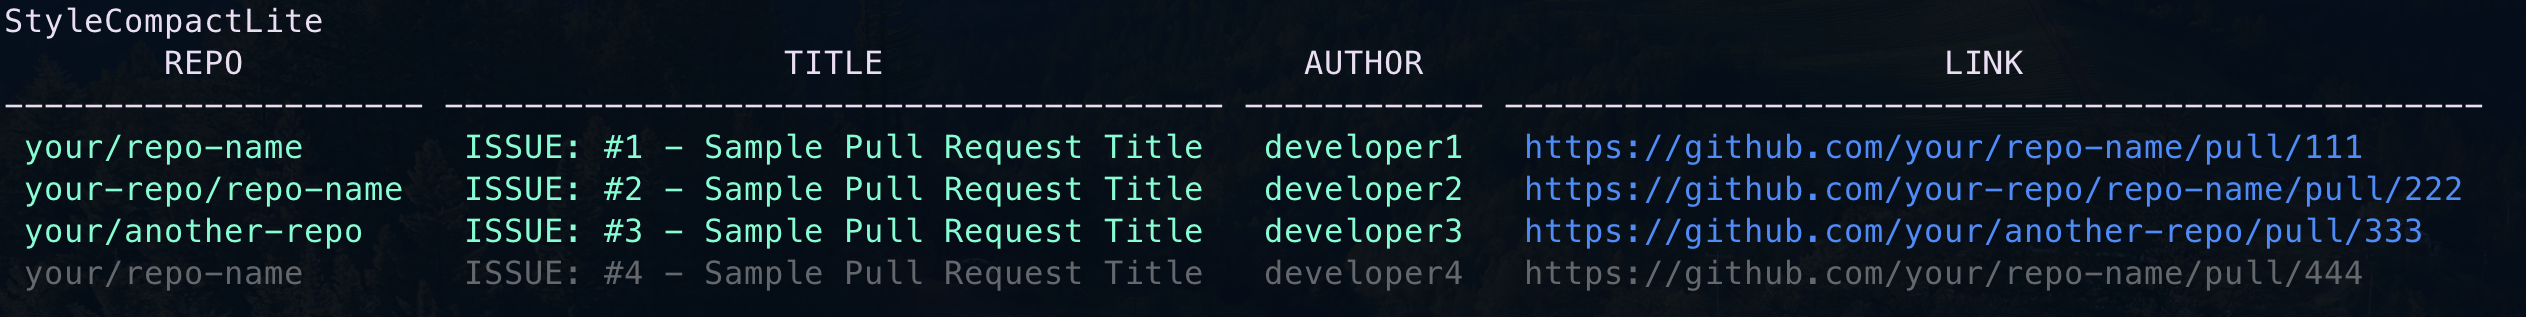 StyleCompactLite
REPO TITLE AUTHOR LINK
--------------------- --------------------------------------- ------------ -------------------------------------------------
your/repo-name ISSUE: #1 - Sample Pull Request Title developer1 https://github.com/your/repo-name/pull/111
your-repo/repo-name ISSUE: #2 - Sample Pull Request Title developer2 https://github.com/your-repo/repo-name/pull/222
your/another-repo ISSUE: #3 - Sample Pull Request Title developer3 https://github.com/your/another-repo/pull/333
your/repo-name ISSUE: #4 - Sample Pull Request Title developer4 https://github.com/your/repo-name/pull/444